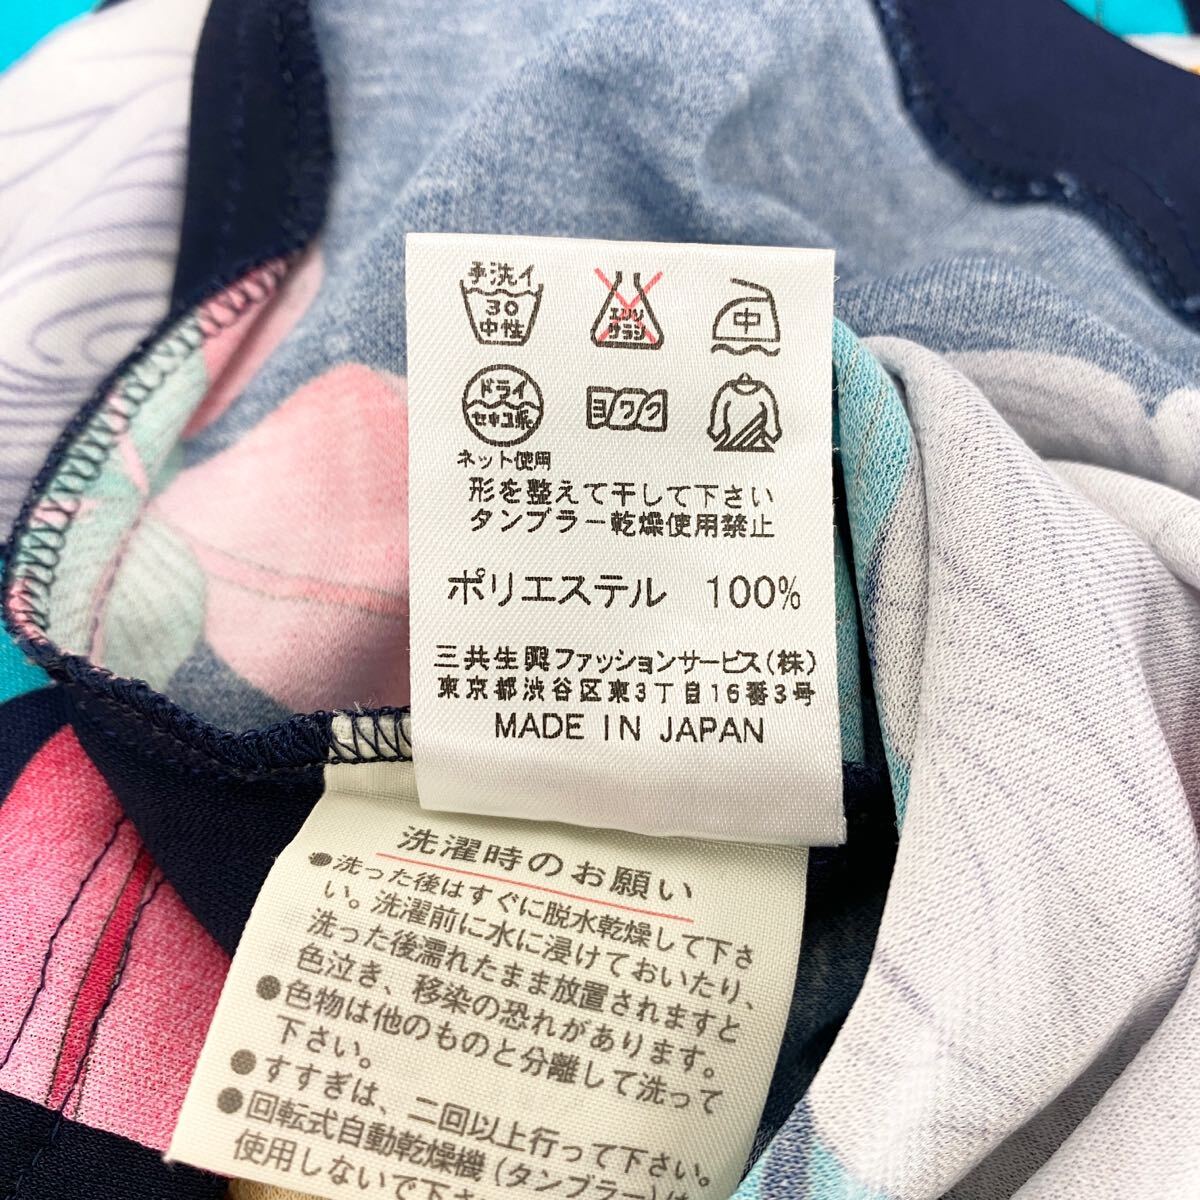 手洗イ
30
中性
エンソ
サラシ
中
ドライ
セキユ系
ヨワク
ネット使用
形を整えて干して下さい
タンブラー乾燥使用禁止
ポリエステル 100%
三共生興ファッションサービス(株)
東京都渋谷区東3丁目16番3号
MADE IN JAPAN
洗濯時のお願い
●洗った後はすぐに脱水乾燥して下さ
い。洗濯前に水に浸けておいたり、
洗った後濡れたまま放置されますと
色泣き、移染の恐れがあります。
●色物は他のものと分離して洗って
下さい。
●すすぎは、二回以上行って下さい。
●回転式自動乾燥機(タンブラー)は
使用しないで下さ